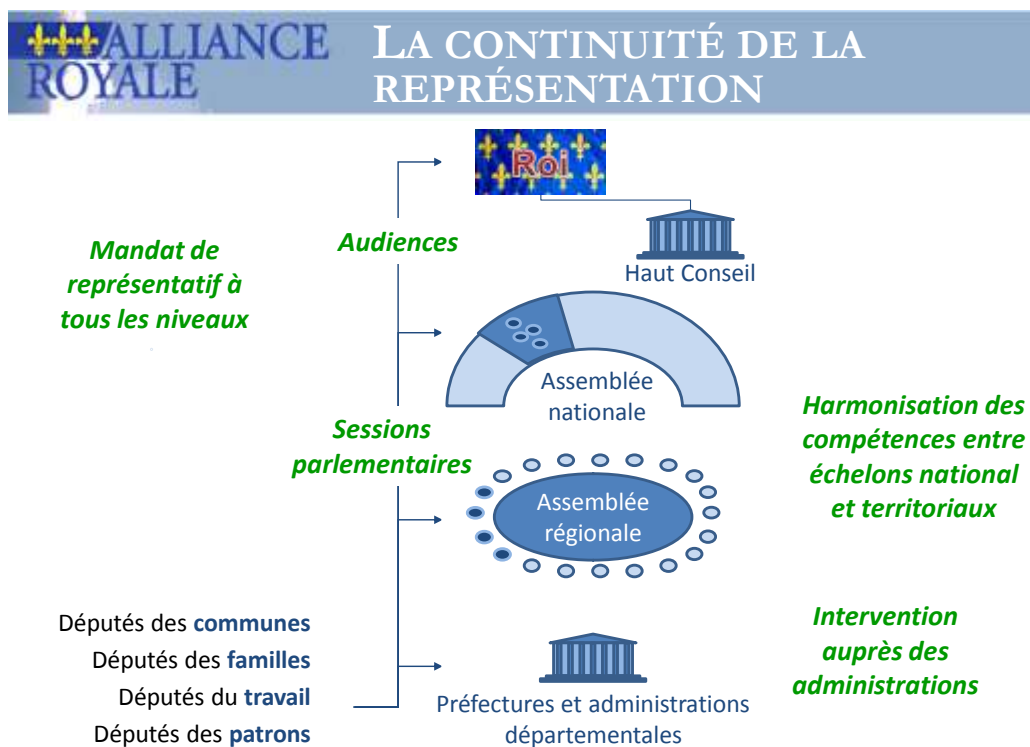 ALLIANCE
ROYALE
LA CONTINUITÉ DE LA
REPRÉSENTATION
Roi
Audiences
Mandat de
représentatif à
tous les niveaux
Haut Conseil
Assemblée
nationale
Sessions
parlementaires
Harmonisation des
compétences entre
échelons national
et territoriaux
Assemblée
régionale
Députés des communes
Députés des familles
Députés du travail
Députés des patrons
Préfectures et administrations
départementales
Intervention
auprès des
administrations